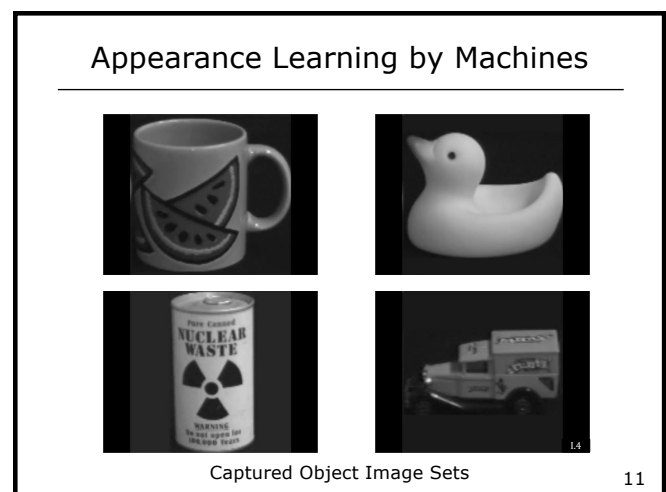 Appearance Learning by Machines
Pure Canned
NUCLEAR
WASTE
WARNING
Do not open for
100,000 Years
I.4
Captured Object Image Sets
11